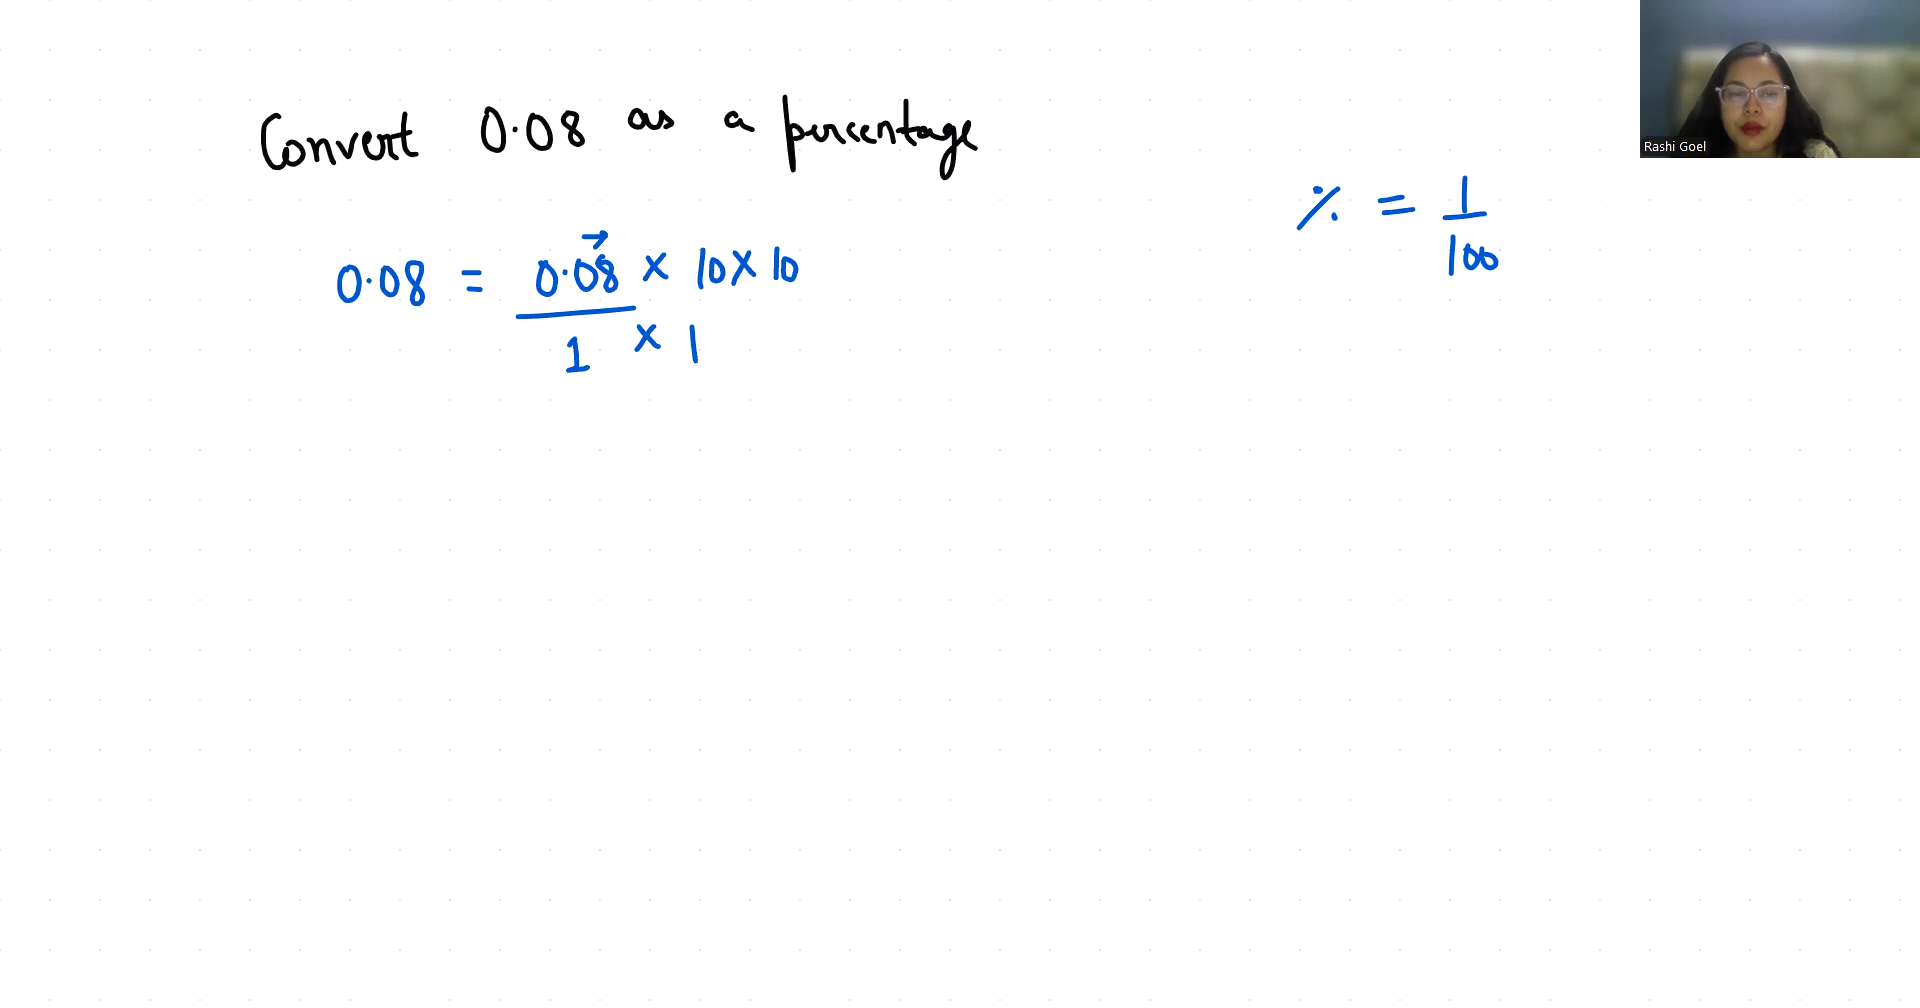 Convert 0.08 as a percentage
Rashi Goel
% = 1/100
0.08 = 0.08 × 10 × 10
1 × 1